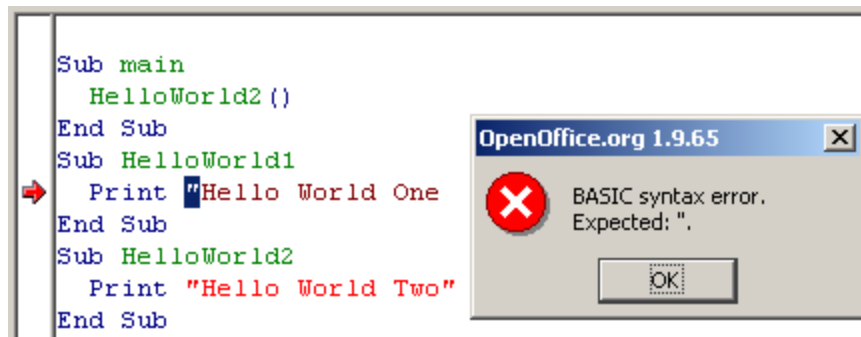 Sub main
HelloWorld2()
End Sub
Sub HelloWorld1
Print "Hello World One
End Sub
Sub HelloWorld2
Print "Hello World Two"
End Sub
OpenOffice.org 1.9.65
BASIC syntax error.
Expected: ".
OK